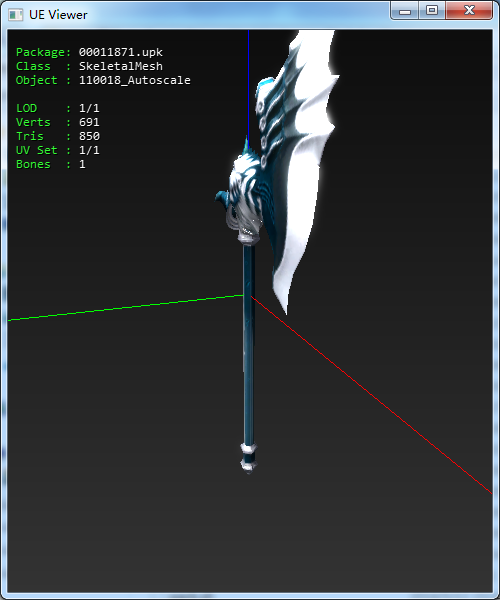 UE Viewer
Package: 00011871.upk
Class  : SkeletalMesh
Object : 110018_Autoscale
LOD    : 1/1
Verts  : 691
Tris   : 850
UV Set : 1/1
Bones  : 1